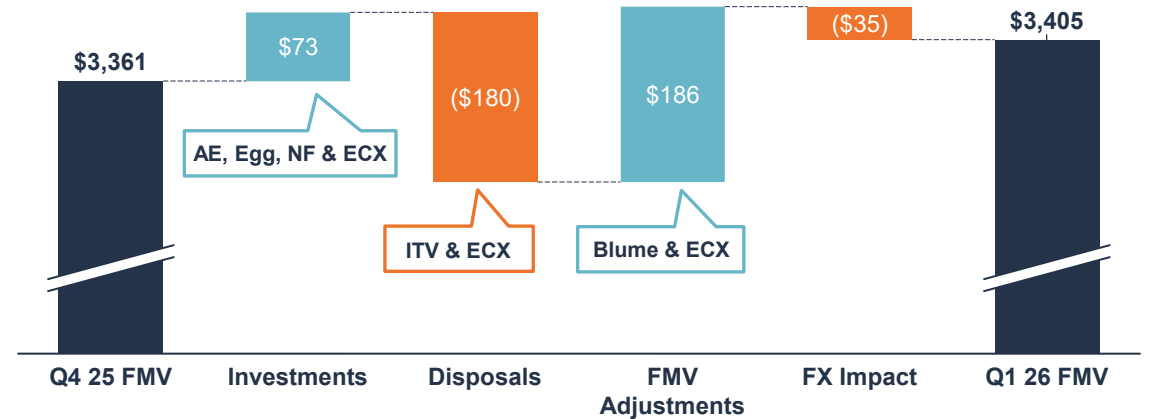 $3,361
$73
($180)
$186
($35)
$3,405
AE, Egg, NF & ECX
ITV & ECX
Blume & ECX
Q4 25 FMV
Investments
Disposals
FMV
Adjustments
FX Impact
Q1 26 FMV